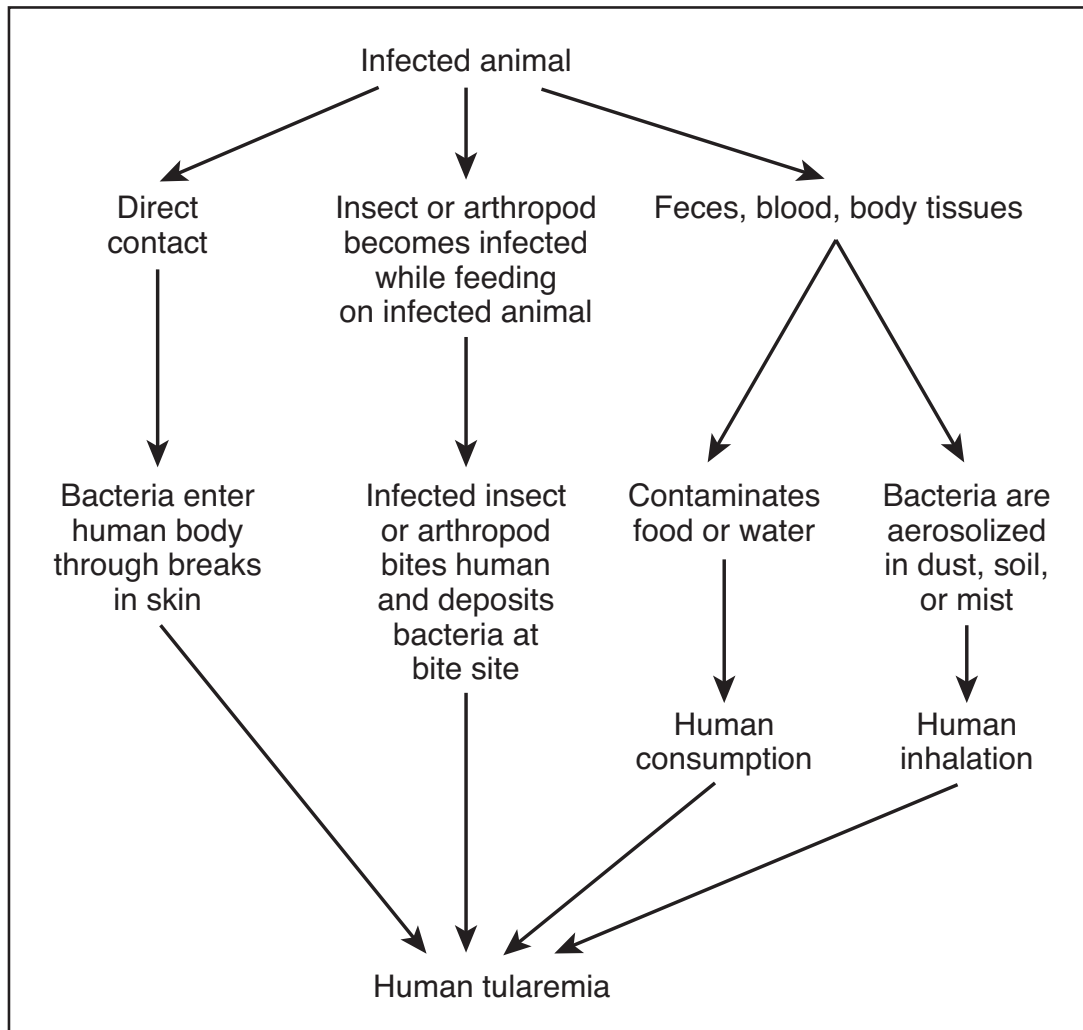 Infected animal
Direct
contact
Insect or arthropod
becomes infected
while feeding
on infected animal
Feces, blood, body tissues
Bacteria enter
human body
through breaks
in skin
Infected insect
or arthropod
bites human
and deposits
bacteria at
bite site
Contaminates
food or water
Bacteria are
aerosolized
in dust, soil,
or mist
Human
consumption
Human
inhalation
Human tularemia